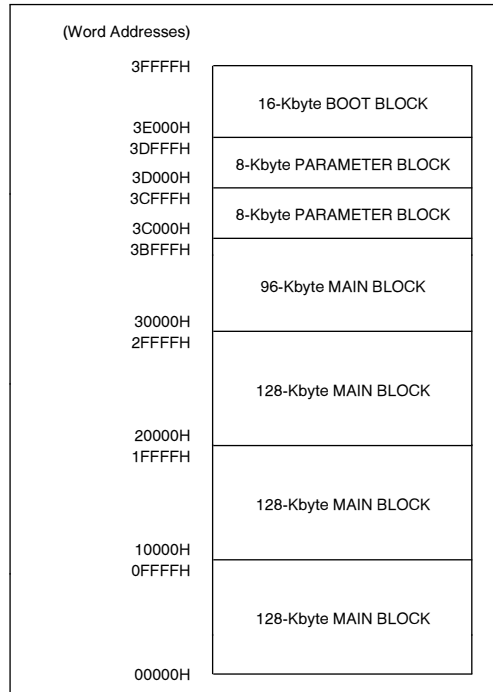 (Word Addresses)
3FFFFH
16-Kbyte BOOT BLOCK
3E000H
3DFFFH
8-Kbyte PARAMETER BLOCK
3D000H
3CFFFH
8-Kbyte PARAMETER BLOCK
3C000H
3BFFFH
96-Kbyte MAIN BLOCK
30000H
2FFFFH
128-Kbyte MAIN BLOCK
20000H
1FFFFH
128-Kbyte MAIN BLOCK
10000H
0FFFFH
128-Kbyte MAIN BLOCK
00000H